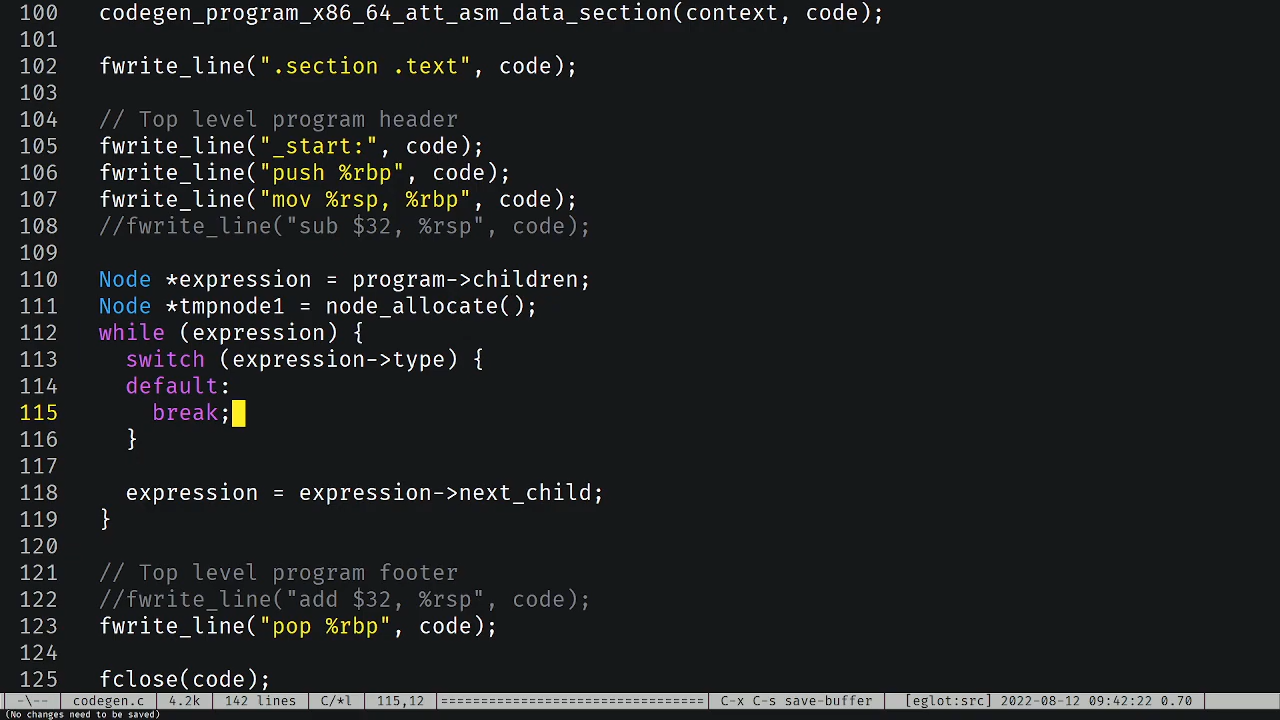 100 codegen_program_x86_64_att_asm_data_section(context, code);
101
102 fwrite_line(".section .text", code);
103
104 // Top level program header
105 fwrite_line("_start:", code);
106 fwrite_line("push %rbp", code);
107 fwrite_line("mov %rsp, %rbp", code);
108 //fwrite_line("sub $32, %rsp", code);
109
110 Node *expression = program->children;
111 Node *tmpnode1 = node_allocate();
112 while (expression) {
113 switch (expression->type) {
114 default:
115 break;
116 }
117
118 expression = expression->next_child;
119 }
120
121 // Top level program footer
122 //fwrite_line("add $32, %rsp", code);
123 fwrite_line("pop %rbp", code);
124
125 fclose(code);
-\-- codegen.c 4.2k 142 lines C/*l 115,12 ================================= C-x C-s save-buffer [eglot:src] 2022-08-12 09:42:22 0.70
(No changes need to be saved)